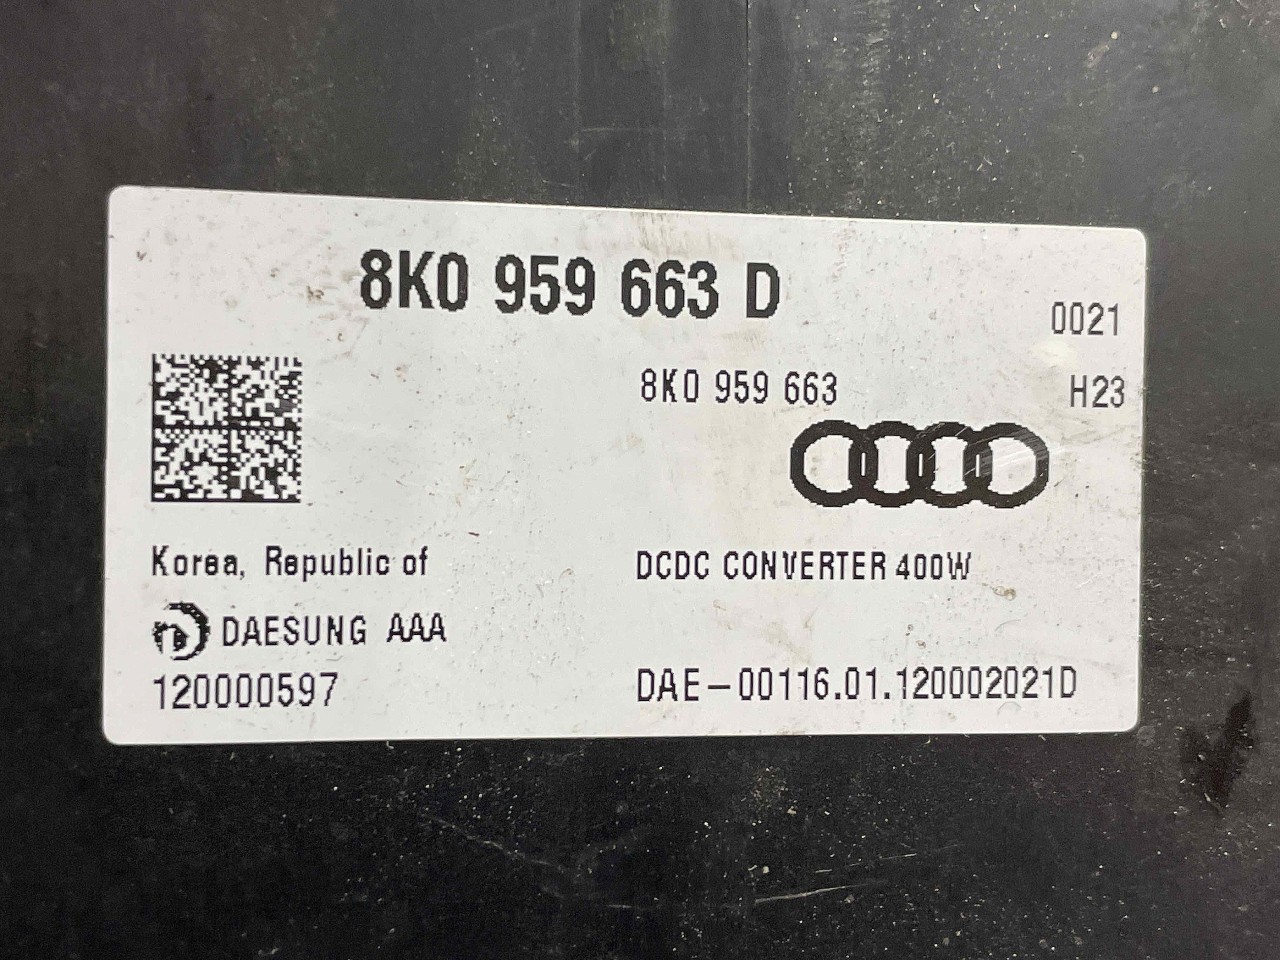 8K0 959 663 D
0021
8K0 959 663
H23
Korea, Republic of
DCDC CONVERTER 400W
DAESUNG AAA
120000597
DAE-00116.01.120002021D